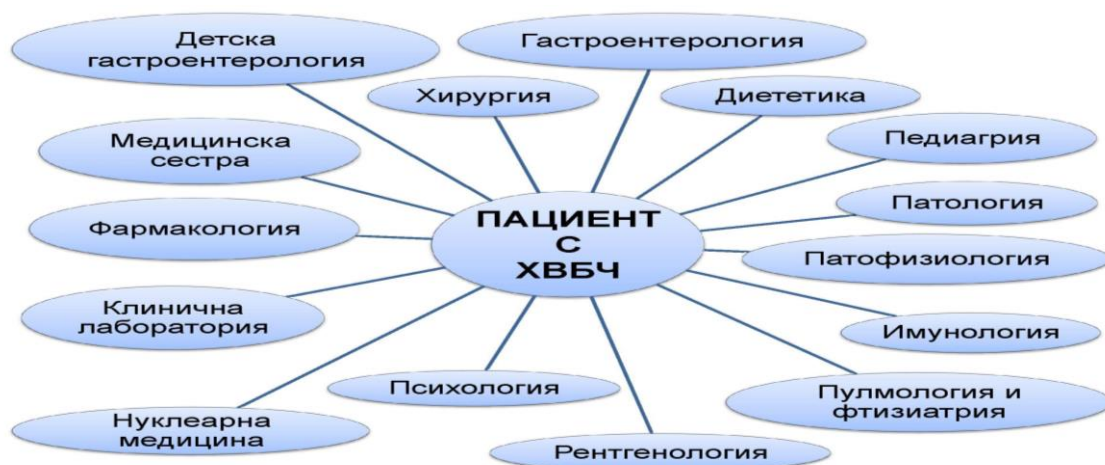 Детска
гастроентерология
Гастроентерология
Хирургия
Диететика
Медицинска
сестра
Педиагрия
Фармакология
ПАЦИЕНТ
С
ХВБЧ
Патология
Патофизиология
Клинична
лаборатория
Имунология
Психология
Пулмология и
фтизиатрия
Нуклеарна
медицина
Рентгенология